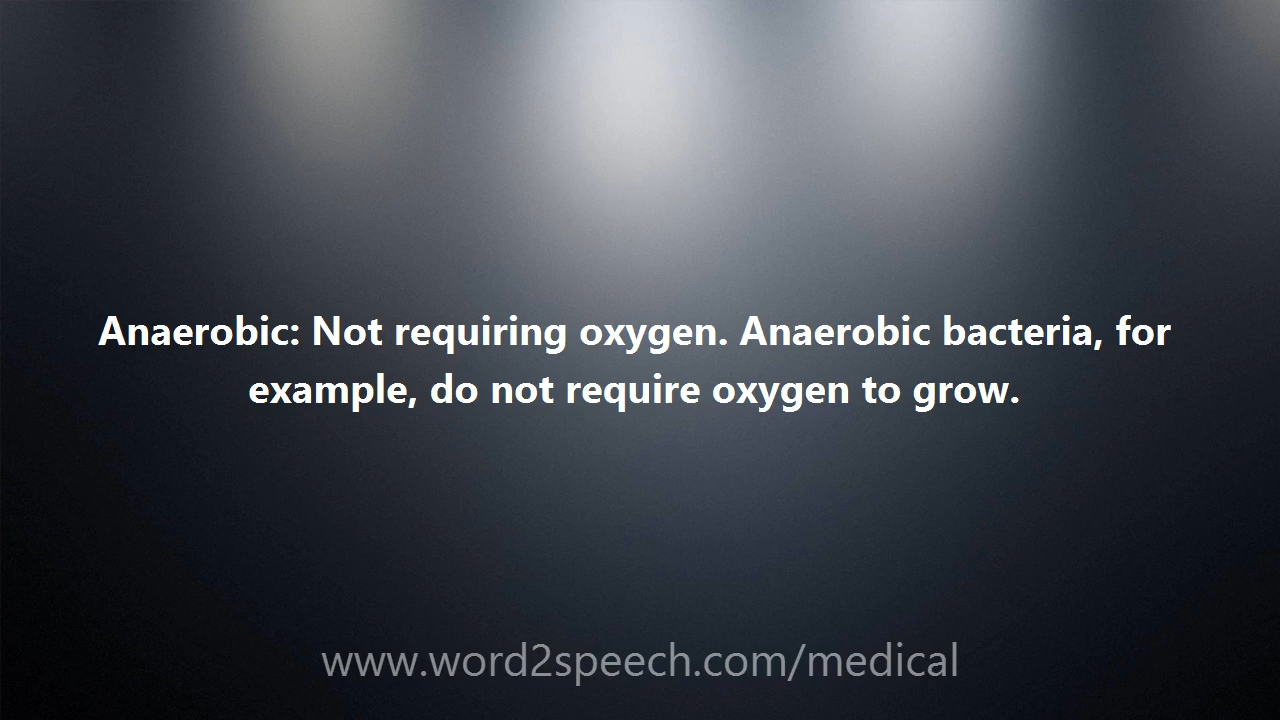 Anaerobic: Not requiring oxygen. Anaerobic bacteria, for
example, do not require oxygen to grow.
www.word2speech.com/medical